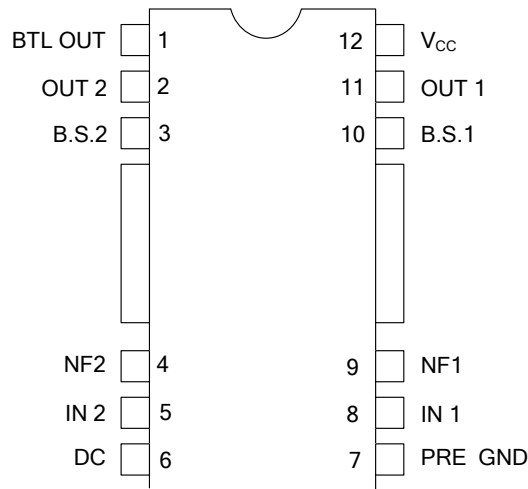 BTL OUT 1 12 VCC
OUT 2 2 11 OUT 1
B.S.2 3 10 B.S.1
NF2 4 9 NF1
IN 2 5 8 IN 1
DC 6 7 PRE GND